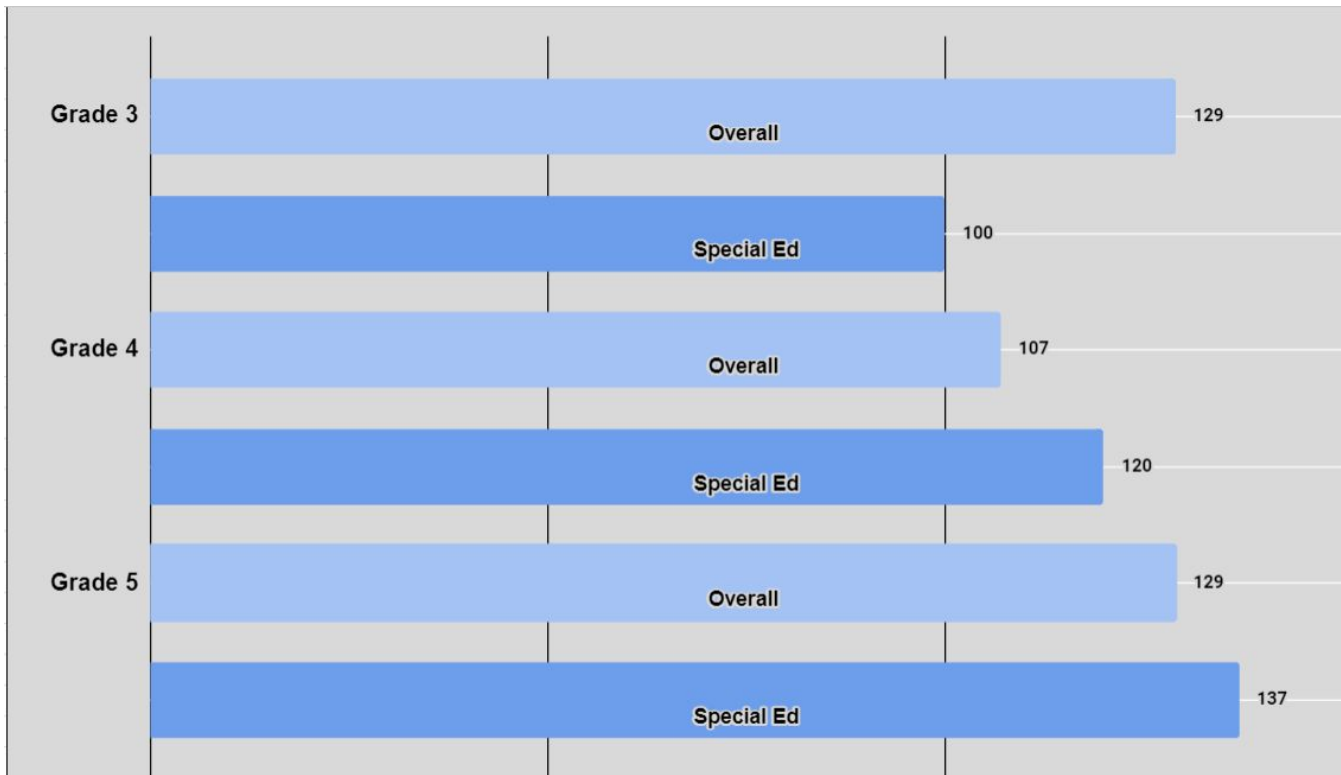 Grade 3
129
Overall
100
Special Ed
Grade 4
107
Overall
120
Special Ed
Grade 5
129
Overall
137
Special Ed